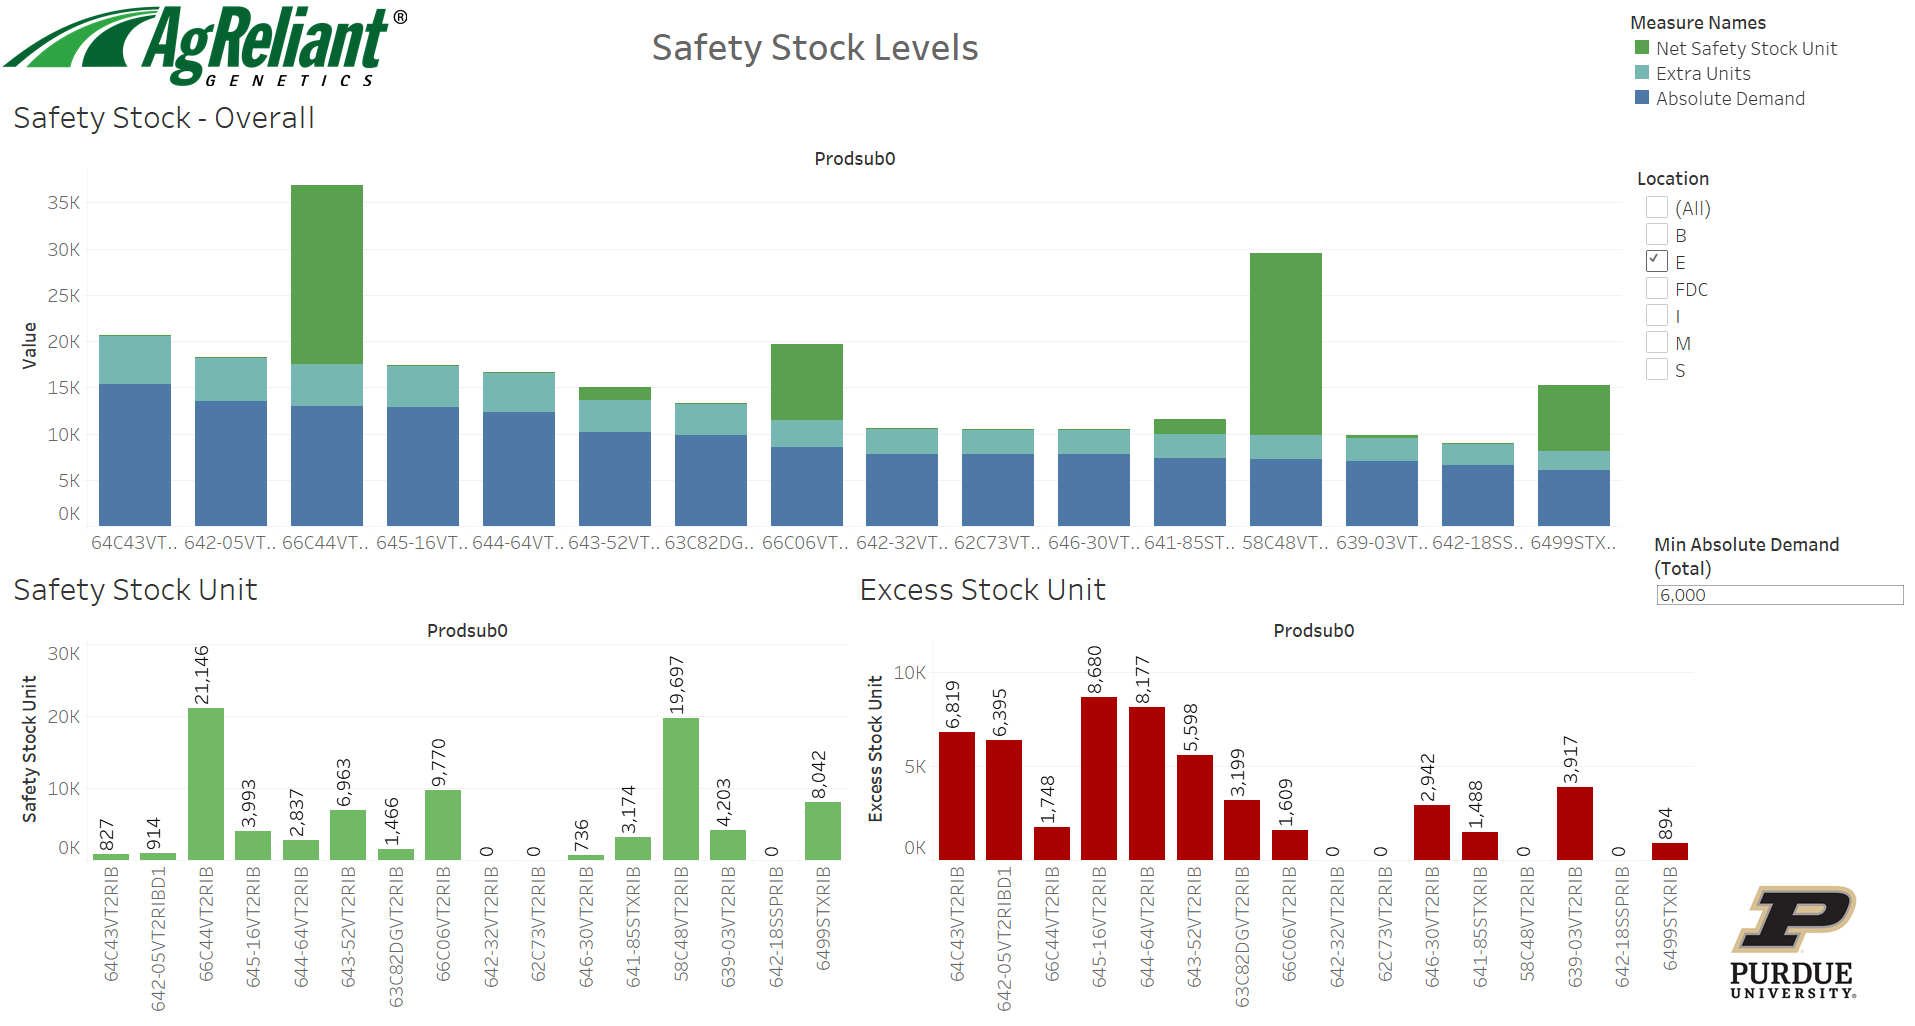 AgReliant®
GENETICS
Safety Stock Levels
Measure Names
Net Safety Stock Unit
Extra Units
Absolute Demand
Safety Stock - Overall
Prodsub0
Value
35K
30K
25K
20K
15K
10K
5K
0K
64C43VT.. 642-05VT.. 66C44VT.. 645-16VT.. 644-64VT.. 643-52VT.. 63C82DG.. 66C06VT.. 642-32VT.. 62C73VT.. 646-30VT.. 641-85ST.. 58C48VT.. 639-03VT.. 642-18SS.. 6499STX..
Location
(All)
B
E
FDC
I
M
S
Min Absolute Demand
(Total)
6,000
Safety Stock Unit
Prodsub0
Safety Stock Unit
30K
20K
10K
0K
827
914
21,146
3,993
2,837
6,963
1,466
9,770
0
0
736
3,174
19,697
4,203
0
8,042
64C43VT2RIB
642-05VT2RIBD1
66C44VT2RIB
645-16VT2RIB
644-64VT2RIB
643-52VT2RIB
63C82DGVT2RIB
66C06VT2RIB
642-32VT2RIB
62C73VT2RIB
646-30VT2RIB
641-85STXRIB
58C48VT2RIB
639-03VT2RIB
642-18SSPRIB
6499STXRIB
Excess Stock Unit
Prodsub0
Excess Stock Unit
10K
5K
0K
6,819
6,395
1,748
8,680
8,177
5,598
3,199
1,609
0
0
2,942
1,488
0
3,917
0
894
64C43VT2RIB
642-05VT2RIBD1
66C44VT2RIB
645-16VT2RIB
644-64VT2RIB
643-52VT2RIB
63C82DGVT2RIB
66C06VT2RIB
642-32VT2RIB
62C73VT2RIB
646-30VT2RIB
641-85STXRIB
58C48VT2RIB
639-03VT2RIB
642-18SSPRIB
6499STXRIB
P
PURDUE
UNIVERSITY®